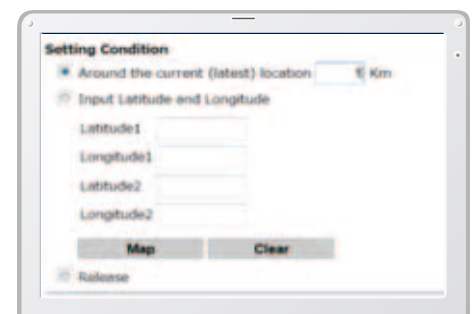 Setting Condition
Around the current (latest) location Km
Input Latitude and Longitude
Latitude1
Longitude1
Latitude2
Longitude2
Map Clear
Release